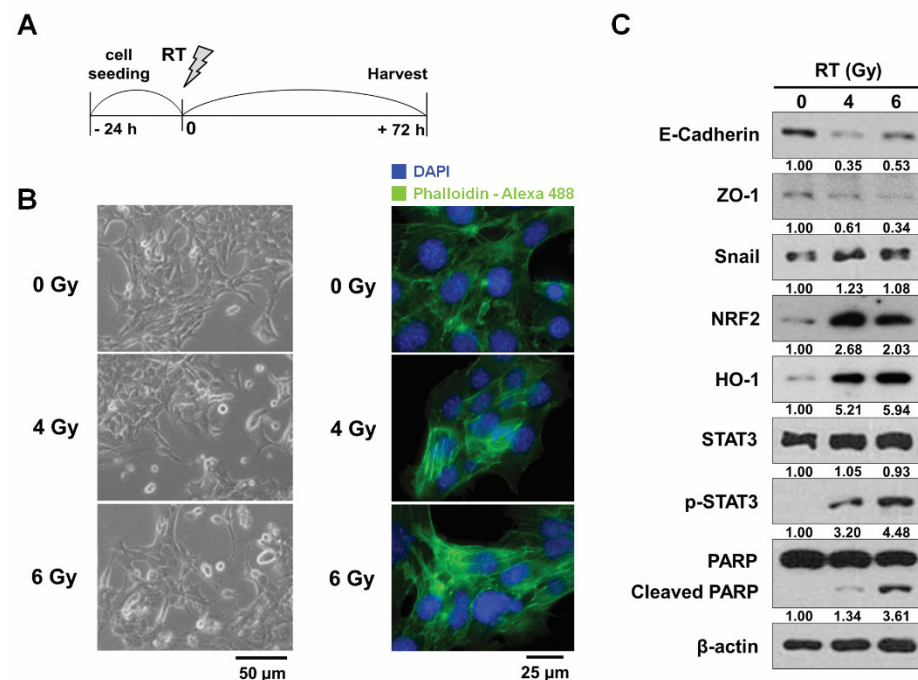 A
cell
seeding
RT
Harvest
- 24 h
0
+ 72 h
B
DAPI
Phalloidin - Alexa 488
0 Gy
0 Gy
4 Gy
4 Gy
6 Gy
6 Gy
50 µm
25 µm
C
RT (Gy)
0 4 6
E-Cadherin
1.00 0.35 0.53
ZO-1
1.00 0.61 0.34
Snail
1.00 1.23 1.08
NRF2
1.00 2.68 2.03
HO-1
1.00 5.21 5.94
STAT3
1.00 1.05 0.93
p-STAT3
1.00 3.20 4.48
PARP
Cleaved PARP
1.00 1.34 3.61
β-actin